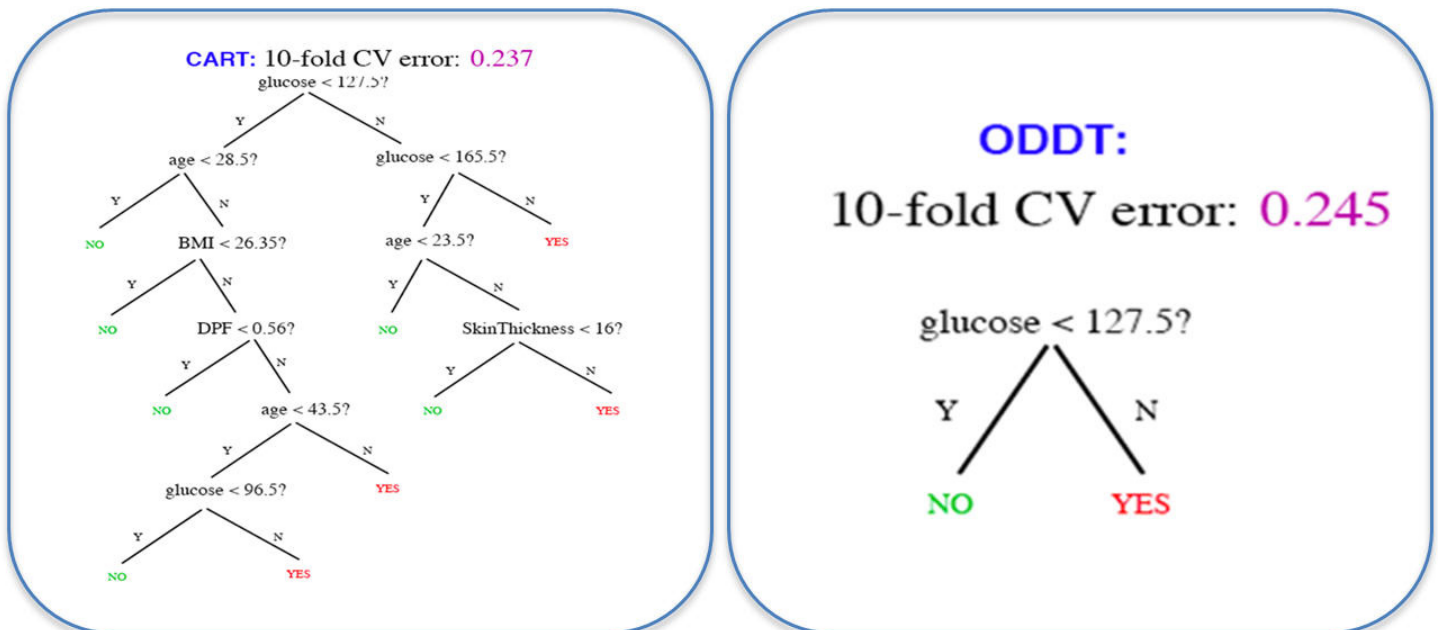 CART: 10-fold CV error: 0.237
glucose < 127.5?
Y N
age < 28.5? glucose < 165.5?
Y N Y N
NO BMI < 26.35? age < 23.5? YES
Y N Y N
NO DPF < 0.56? NO SkinThickness < 16?
Y N Y N
NO age < 43.5? NO YES
Y N
glucose < 96.5? YES
Y N
NO YES
ODDT:
10-fold CV error: 0.245
glucose < 127.5?
Y N
NO YES